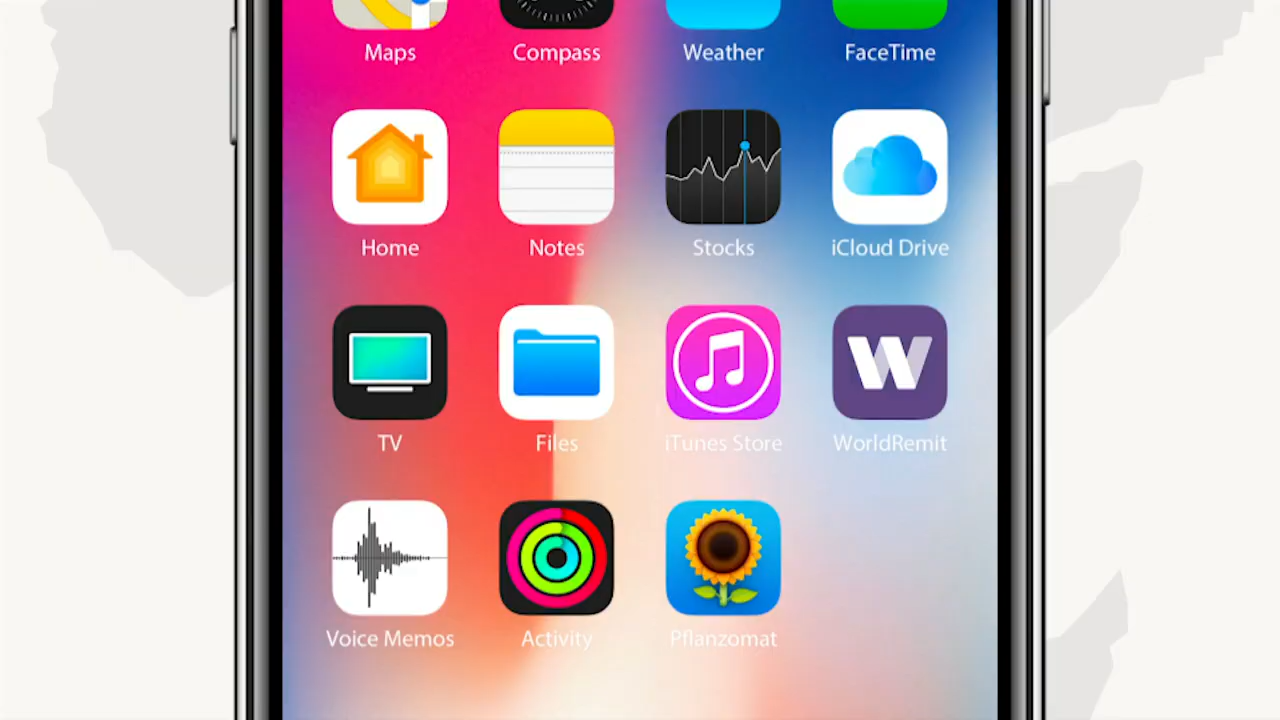 Maps Compass Weather FaceTime
Home Notes Stocks iCloud Drive
TV Files iTunes Store WorldRemit
Voice Memos Activity Pflanzomat